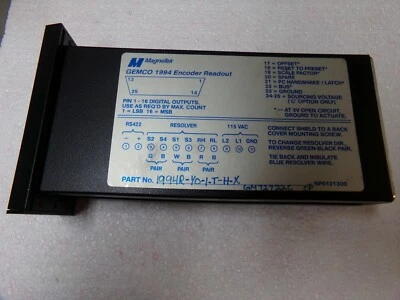 MagneTek
GEMCO 1994 Encoder Readout
13 1
25 14
PIN 1 - 16 DIGITAL OUTPUTS.
USE AS REQ'D BY MAX. COUNT
1 = LSB 16 = MSB
17 = OFFSET*
18 = RESET TO PRESET*
19 = SCALE FACTOR*
20 = SPARE
21 = PC HANDSHAKE / LATCH*
22 = BUS*
23 = GROUND
24-25 = SOURCING VOLTAGE
('C' OPTION ONLY)
* = AT 5V OPEN CIRCUIT
GROUND TO ACTUATE.
RS422 RESOLVER 115 VAC
- + S2 S4 S1 S3 RH RL L2 L1 GND
G B W B R B
PAIR PAIR PAIR
CONNECT SHIELD TO A BACK
COVER MOUNTING SCREW.
TO CHANGE RESOLVER DIR.
REVERSE GREEN-BLACK PAIR.
TIE BACK AND INSULATE
BLUE RESOLVER WIRE.
PART No. 1994R-YO-1-T-H-X